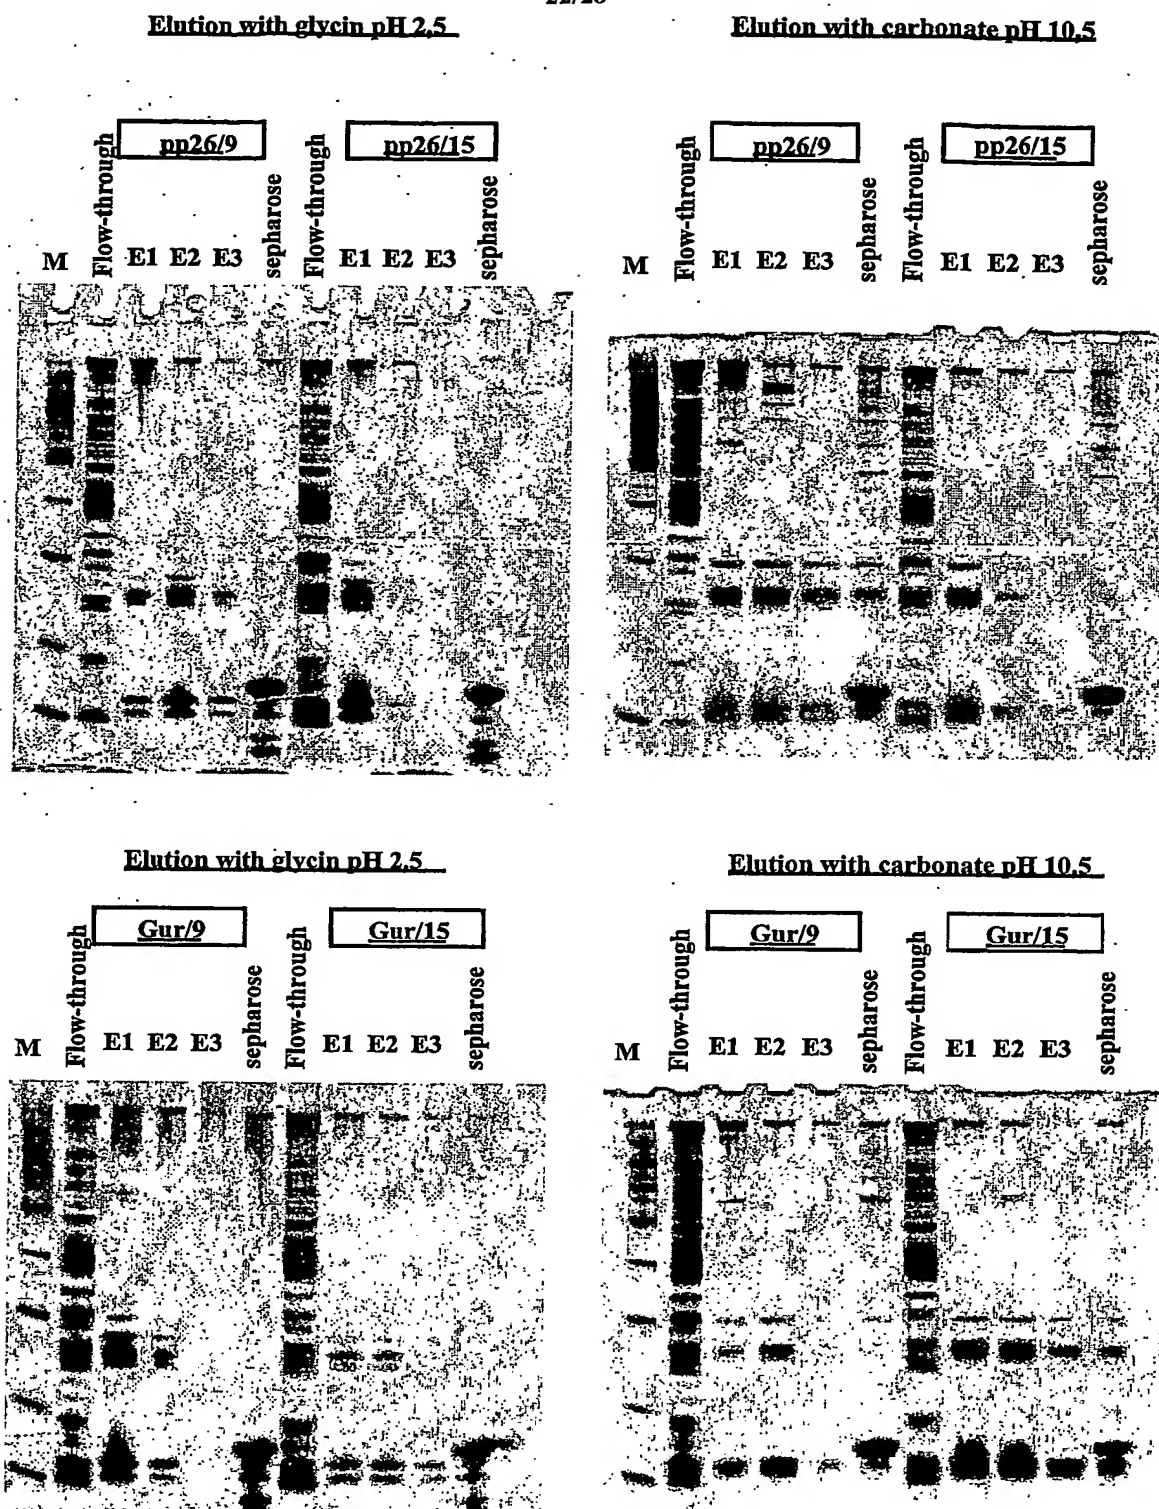 Elution with glycin pH 2,5
Elution with carbonate pH 10,5
pp26/9
pp26/15
pp26/9
pp26/15
M
Flow-through
E1 E2 E3
sepharose
Flow-through
E1 E2 E3
sepharose
M
Flow-through
E1 E2 E3
sepharose
Flow-through
E1 E2 E3
sepharose
Elution with glycin pH 2,5
Elution with carbonate pH 10,5
Gur/9
Gur/15
Gur/9
Gur/15
M
Flow-through
E1 E2 E3
sepharose
Flow-through
E1 E2 E3
sepharose
M
Flow-through
E1 E2 E3
sepharose
Flow-through
E1 E2 E3
sepharose